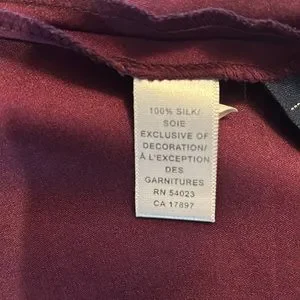 100% SILK/
SOIE
EXCLUSIVE OF
DECORATION/
À L'EXCEPTION
DES
GARNITURES
RN 54023
CA 17897